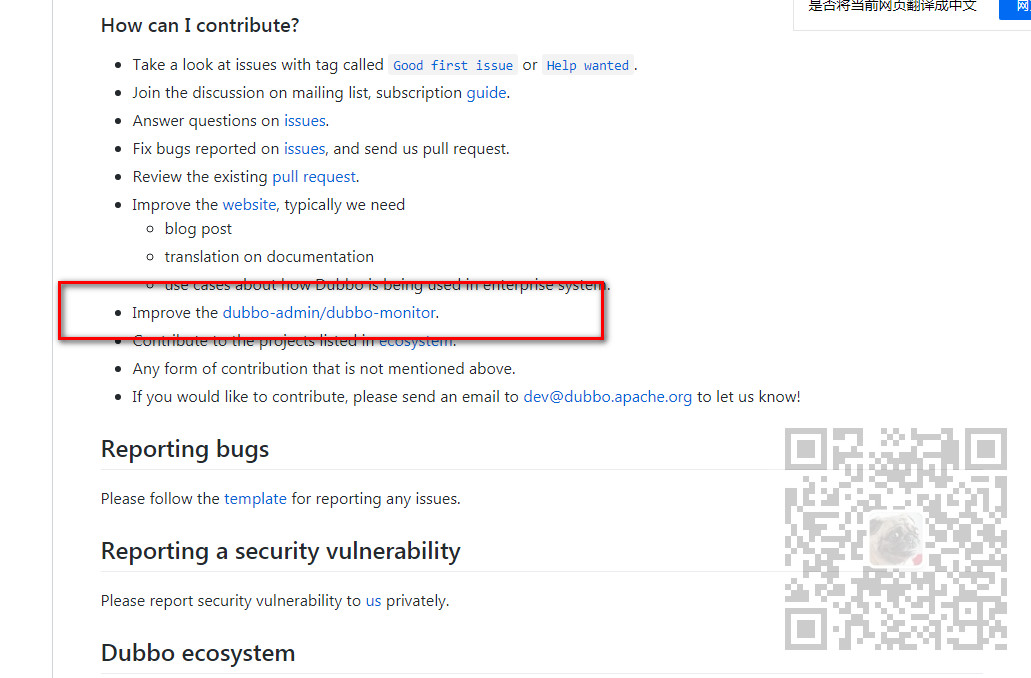 是否将当前网页翻译成中文
网
How can I contribute?
Take a look at issues with tag called Good first issue or Help wanted.
Join the discussion on mailing list, subscription guide.
Answer questions on issues.
Fix bugs reported on issues, and send us pull request.
Review the existing pull request.
Improve the website, typically we need
blog post
translation on documentation
use cases about how Dubbo is being used in enterprise system.
Improve the dubbo-admin/dubbo-monitor.
Contribute to the projects listed in ecosystem.
Any form of contribution that is not mentioned above.
If you would like to contribute, please send an email to dev@dubbo.apache.org to let us know!
Reporting bugs
Please follow the template for reporting any issues.
Reporting a security vulnerability
Please report security vulnerability to us privately.
Dubbo ecosystem